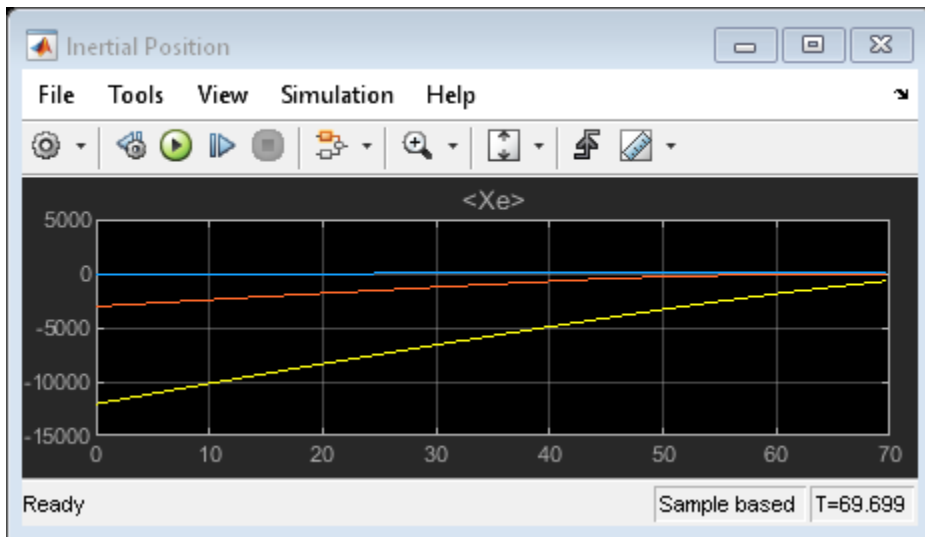 Inertial Position
File Tools View Simulation Help
<Xe>
5000
0
-5000
-10000
-15000
0 10 20 30 40 50 60 70
Ready Sample based T=69.699